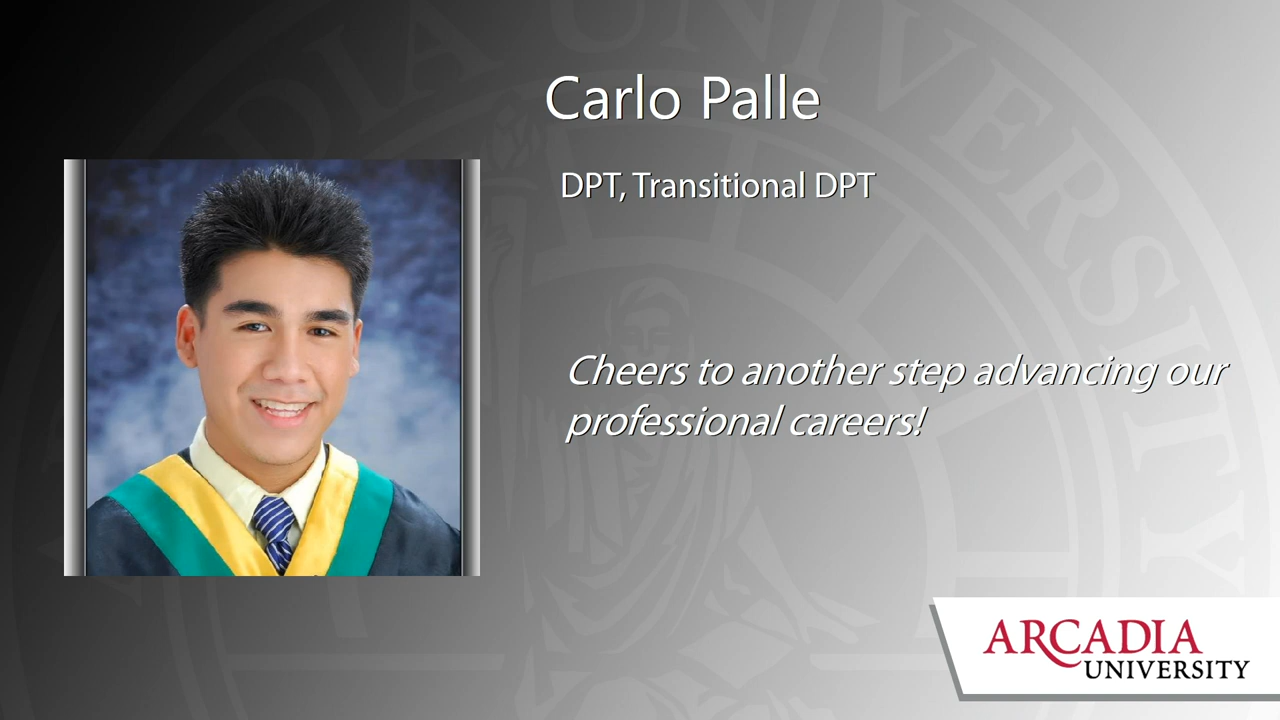 Carlo Palle
DPT, Transitional DPT
Cheers to another step advancing our
professional careers!
ARCADIA
UNIVERSITY